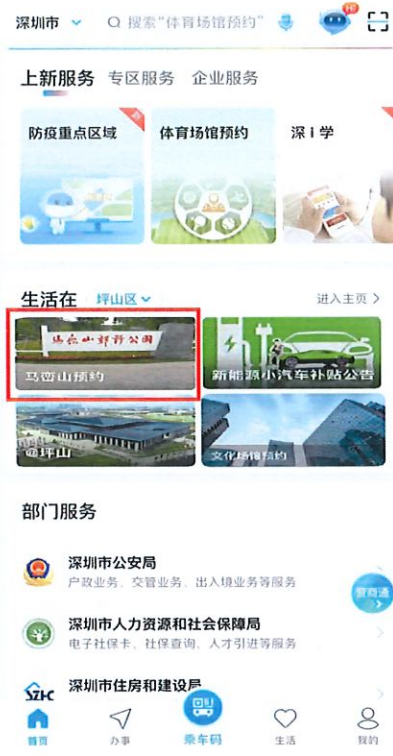 深圳市
搜索“体育场馆预约”
Hi
上新服务 专区服务 企业服务
防疫重点区域
新
体育场馆预约
深i学
生活在 坪山区
进入主页
马峦山郊野公园
马峦山预约
新能源小汽车补贴公告
@坪山
文化场馆预约
部门服务
深圳市公安局
户政业务、交管业务、出入境业务等服务
营商通
深圳市人力资源和社会保障局
电子社保卡、社保查询、人才引进等服务
SZHC
深圳市住房和建设局
首页
办事
乘车码
生活
我的